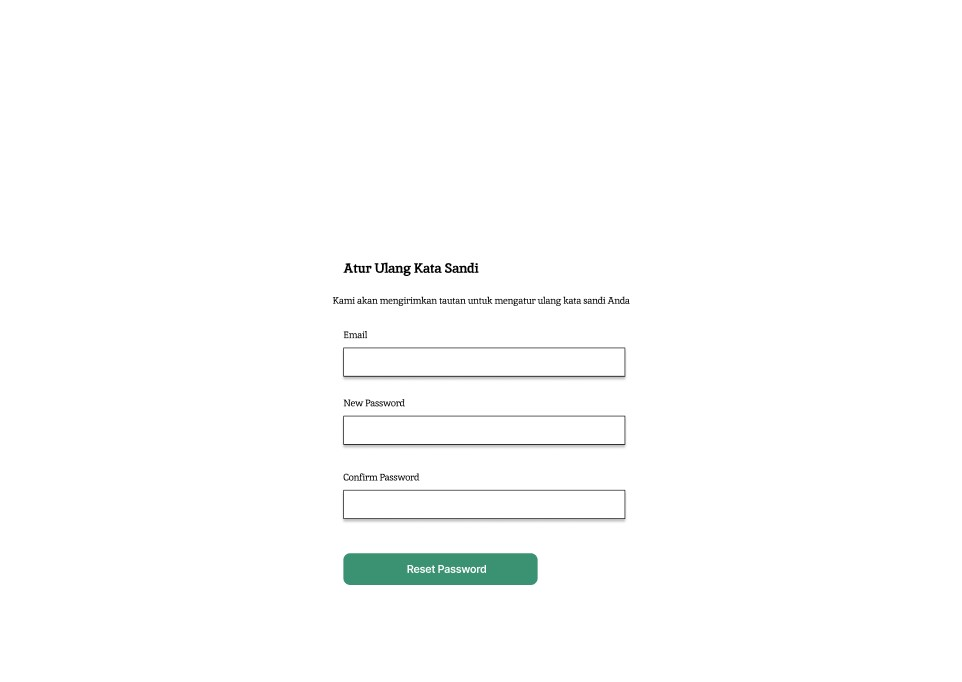 Atur Ulang Kata Sandi
Kami akan mengirimkan tautan untuk mengatur ulang kata sandi Anda
Email
New Password
Confirm Password
Reset Password